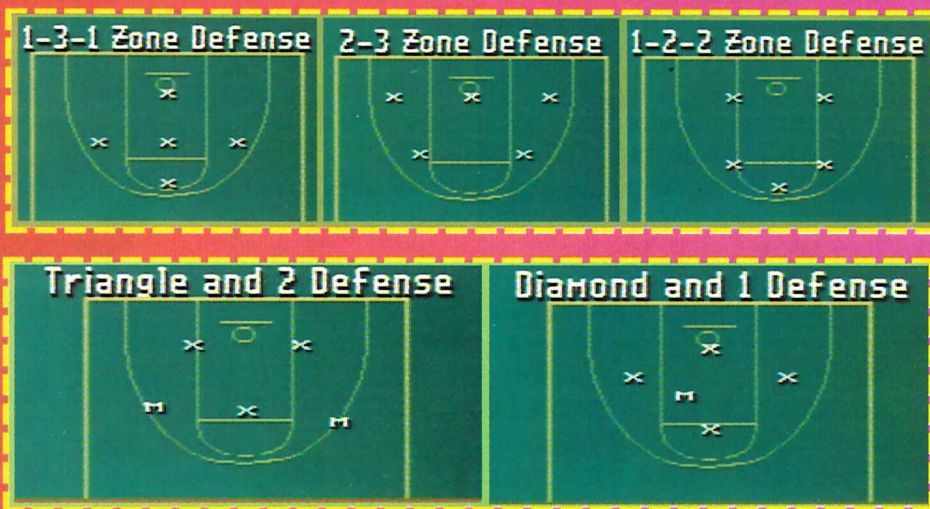 1-3-1 Zone Defense
2-3 Zone Defense
1-2-2 Zone Defense
X
X X X
X
X X X
X X
X X
X X
X
Triangle and 2 Defense
Diamond and 1 Defense
X X
M X M
X
X X
M
X